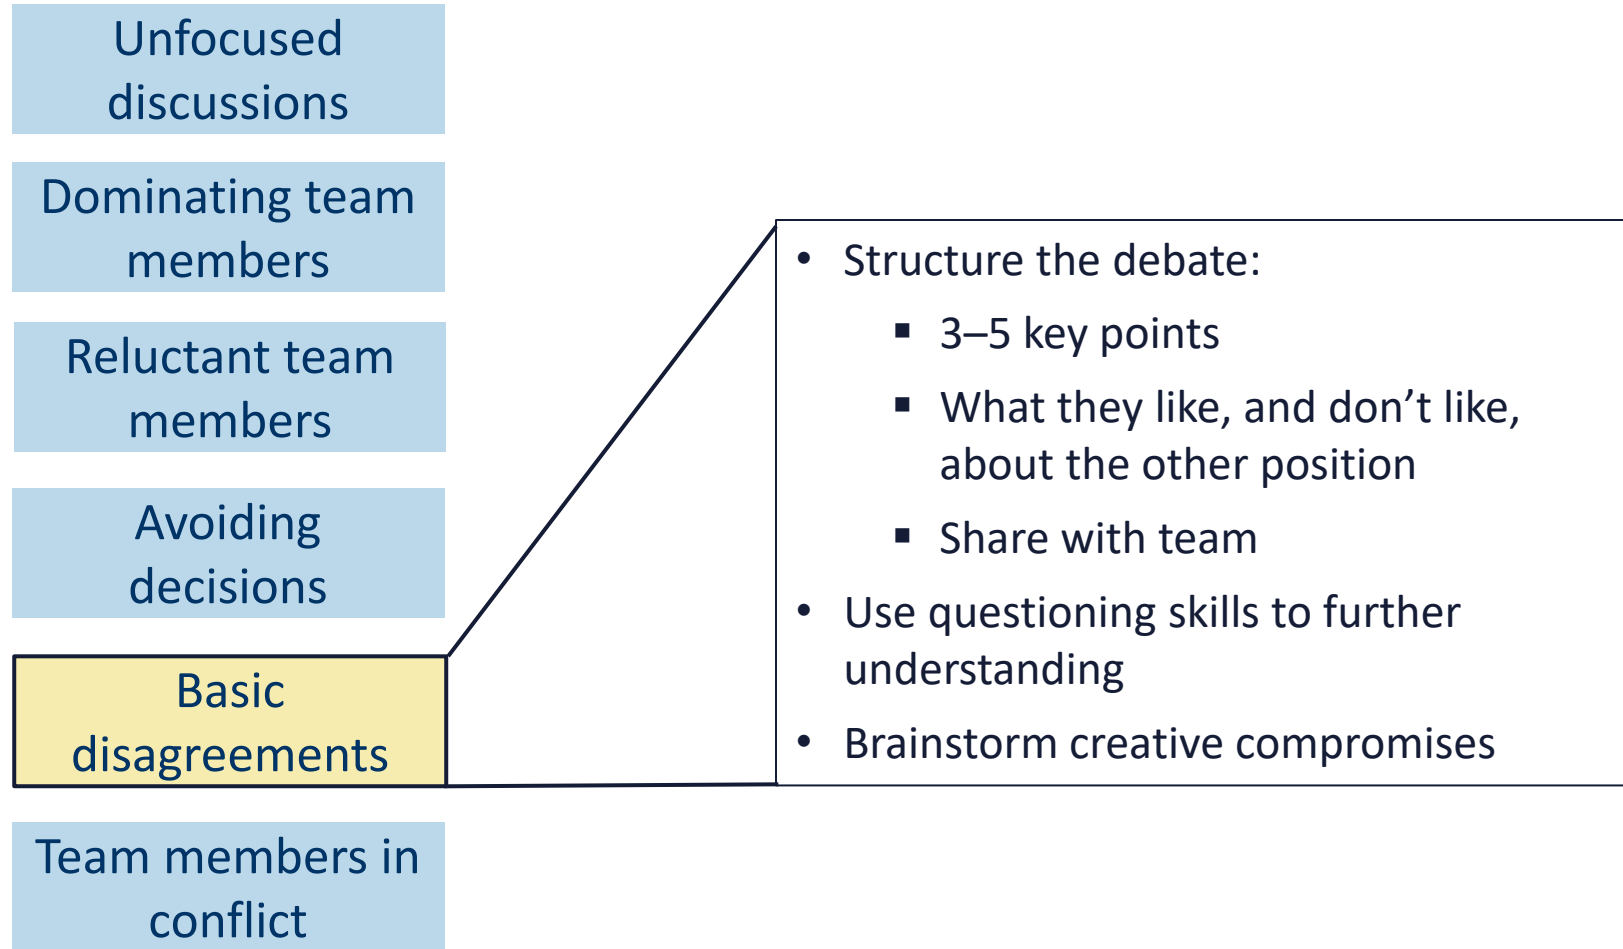 Unfocused
discussions
Dominating team
members
Reluctant team
members
Avoiding
decisions
Basic
disagreements
Team members in
conflict
• Structure the debate:
▪ 3–5 key points
▪ What they like, and don’t like,
about the other position
▪ Share with team
• Use questioning skills to further
understanding
• Brainstorm creative compromises